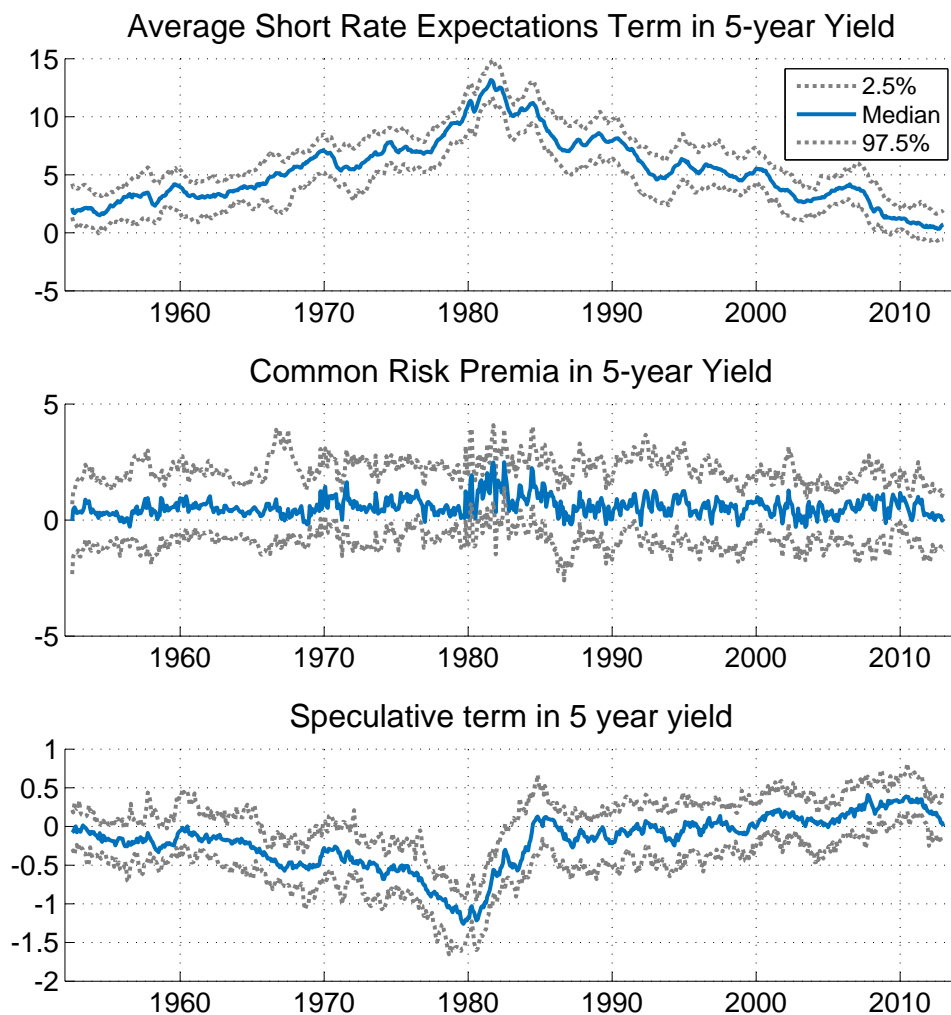 Average Short Rate Expectations Term in 5-year Yield
15
10
5
0
-5
2.5%
Median
97.5%
1960 1970 1980 1990 2000 2010
Common Risk Premia in 5-year Yield
5
0
-5
1960 1970 1980 1990 2000 2010
Speculative term in 5 year yield
1
0.5
0
-0.5
-1
-1.5
-2
1960 1970 1980 1990 2000 2010